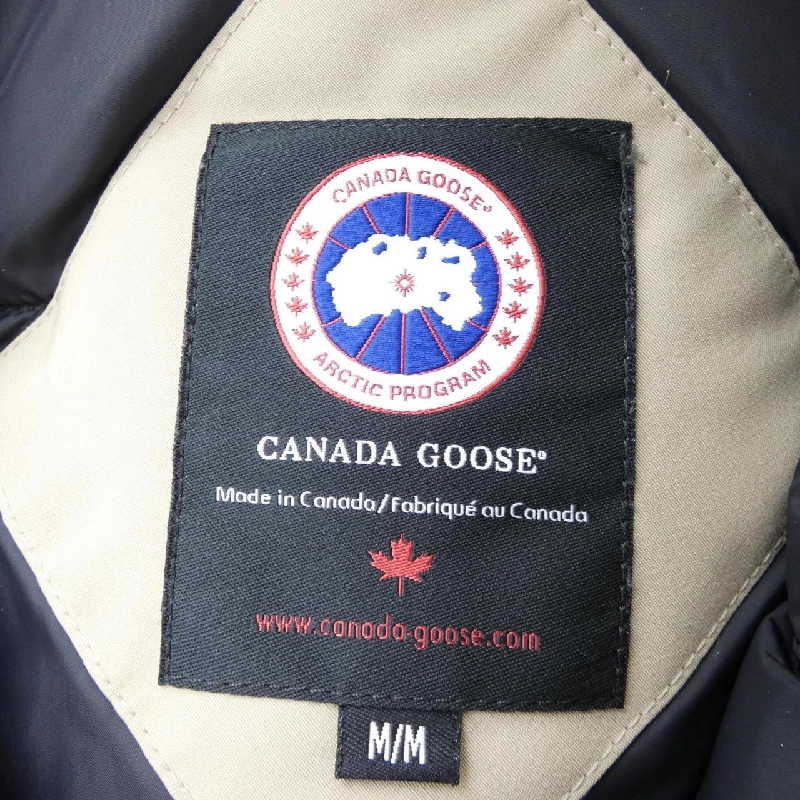 CANADA GOOSE®
ARCTIC PROGRAM
CANADA GOOSE®
Made in Canada/Fabriqué au Canada
www.canada-goose.com
M/M